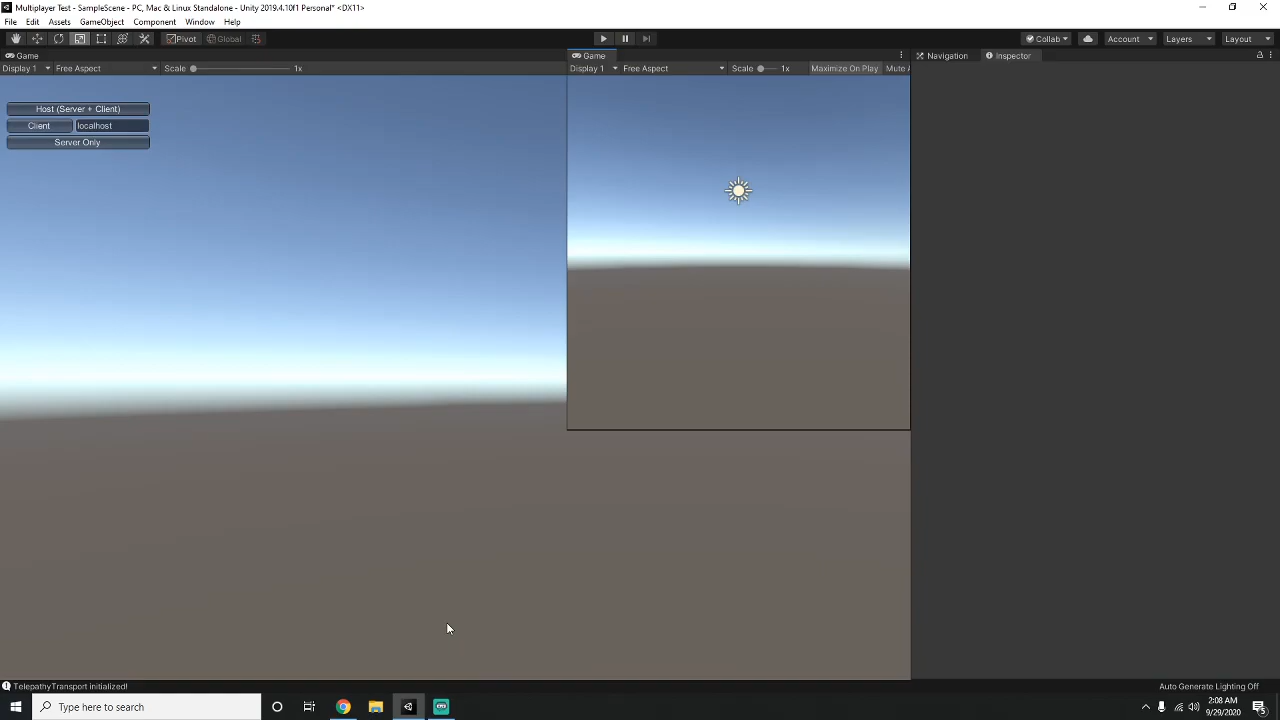 Multiplayer Test - SampleScene - PC, Mac & Linux Standalone - Unity 2019.4.10f1 Personal* <DX11>
File Edit Assets GameObject Component Window Help
Pivot Global Collab Account Layers Layout
Game Game Navigation Inspector
Display 1 Free Aspect Scale 1x Display 1 Free Aspect Scale 1x Maximize On Play Mute A
Host (Server + Client)
Client localhost
Server Only
TelepathyTransport initialized! Auto Generate Lighting Off
Type here to search
2:08 AM
9/29/2020